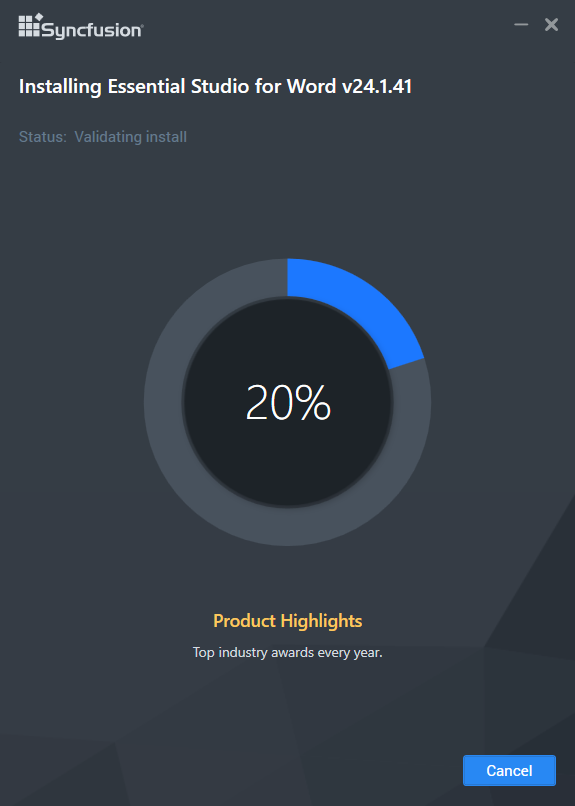 Syncfusion
Installing Essential Studio for Word v24.1.41
Status: Validating install
20%
Product Highlights
Top industry awards every year.
Cancel